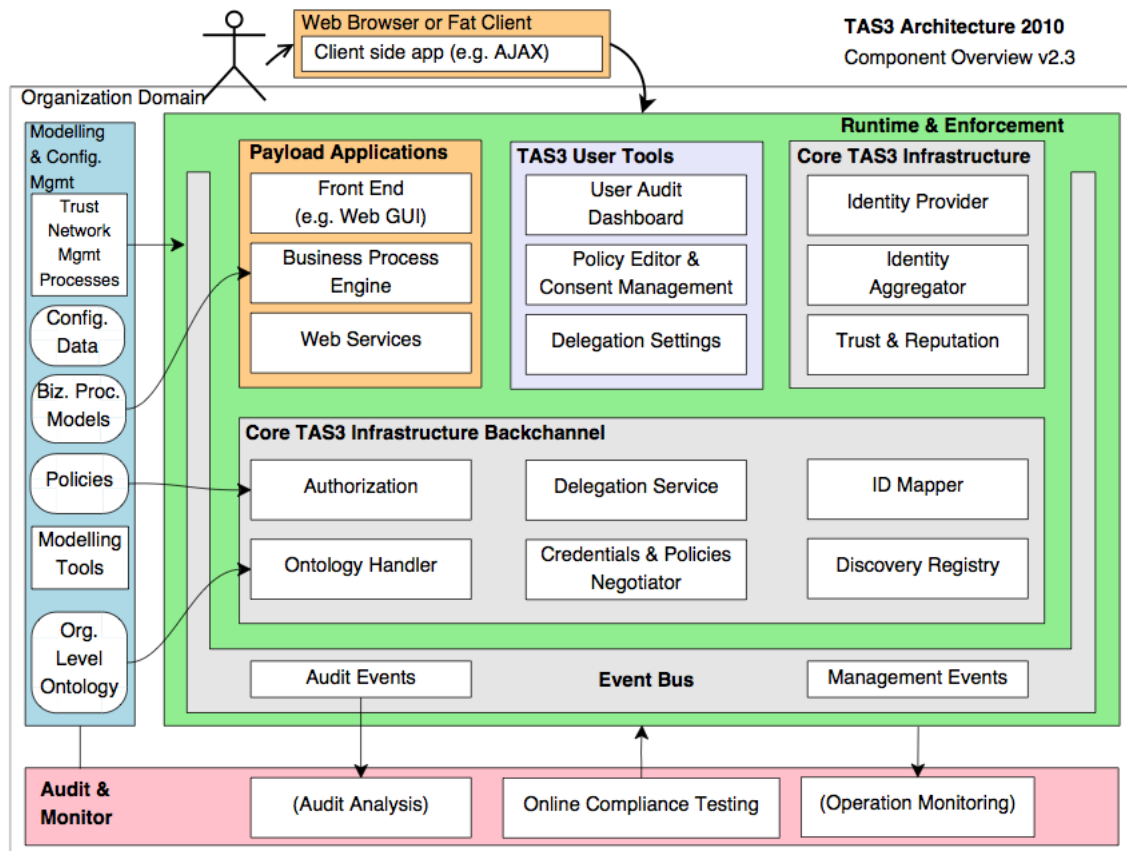 Web Browser or Fat Client
Client side app (e.g. AJAX)
TAS3 Architecture 2010
Component Overview v2.3
Organization Domain
Modelling
& Config.
Mgmt
Trust
Network
Mgmt
Processes
Config.
Data
Biz. Proc.
Models
Policies
Modelling
Tools
Org.
Level
Ontology
Runtime & Enforcement
Payload Applications
Front End
(e.g. Web GUI)
Business Process
Engine
Web Services
TAS3 User Tools
User Audit
Dashboard
Policy Editor &
Consent Management
Delegation Settings
Core TAS3 Infrastructure
Identity Provider
Identity
Aggregator
Trust & Reputation
Core TAS3 Infrastructure Backchannel
Authorization
Delegation Service
ID Mapper
Ontology Handler
Credentials & Policies
Negotiator
Discovery Registry
Audit Events
Event Bus
Management Events
Audit &
Monitor
(Audit Analysis)
Online Compliance Testing
(Operation Monitoring)